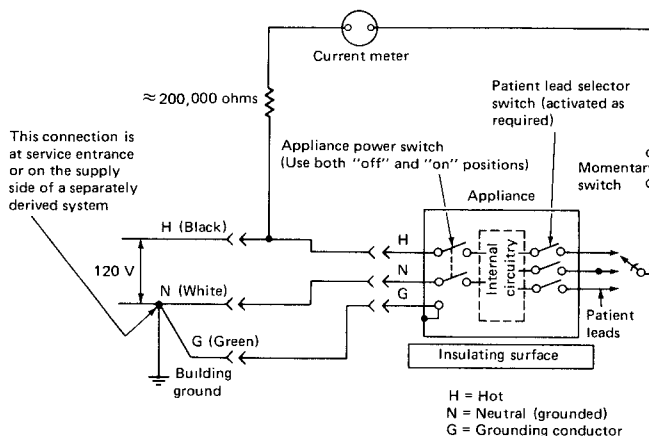 Current meter
≈200,000 ohms
Patient lead selector
switch (activated as
required)
This connection is
at service entrance
or on the supply
side of a separately
derived system
Appliance power switch
(Use both "off" and "on" positions)
Momentary
switch
Appliance
H (Black)
H
120 V
N (White)
N
G
G (Green)
Internal
circuitry
Patient
leads
Building
ground
Insulating surface
H = Hot
N = Neutral (grounded)
G = Grounding conductor